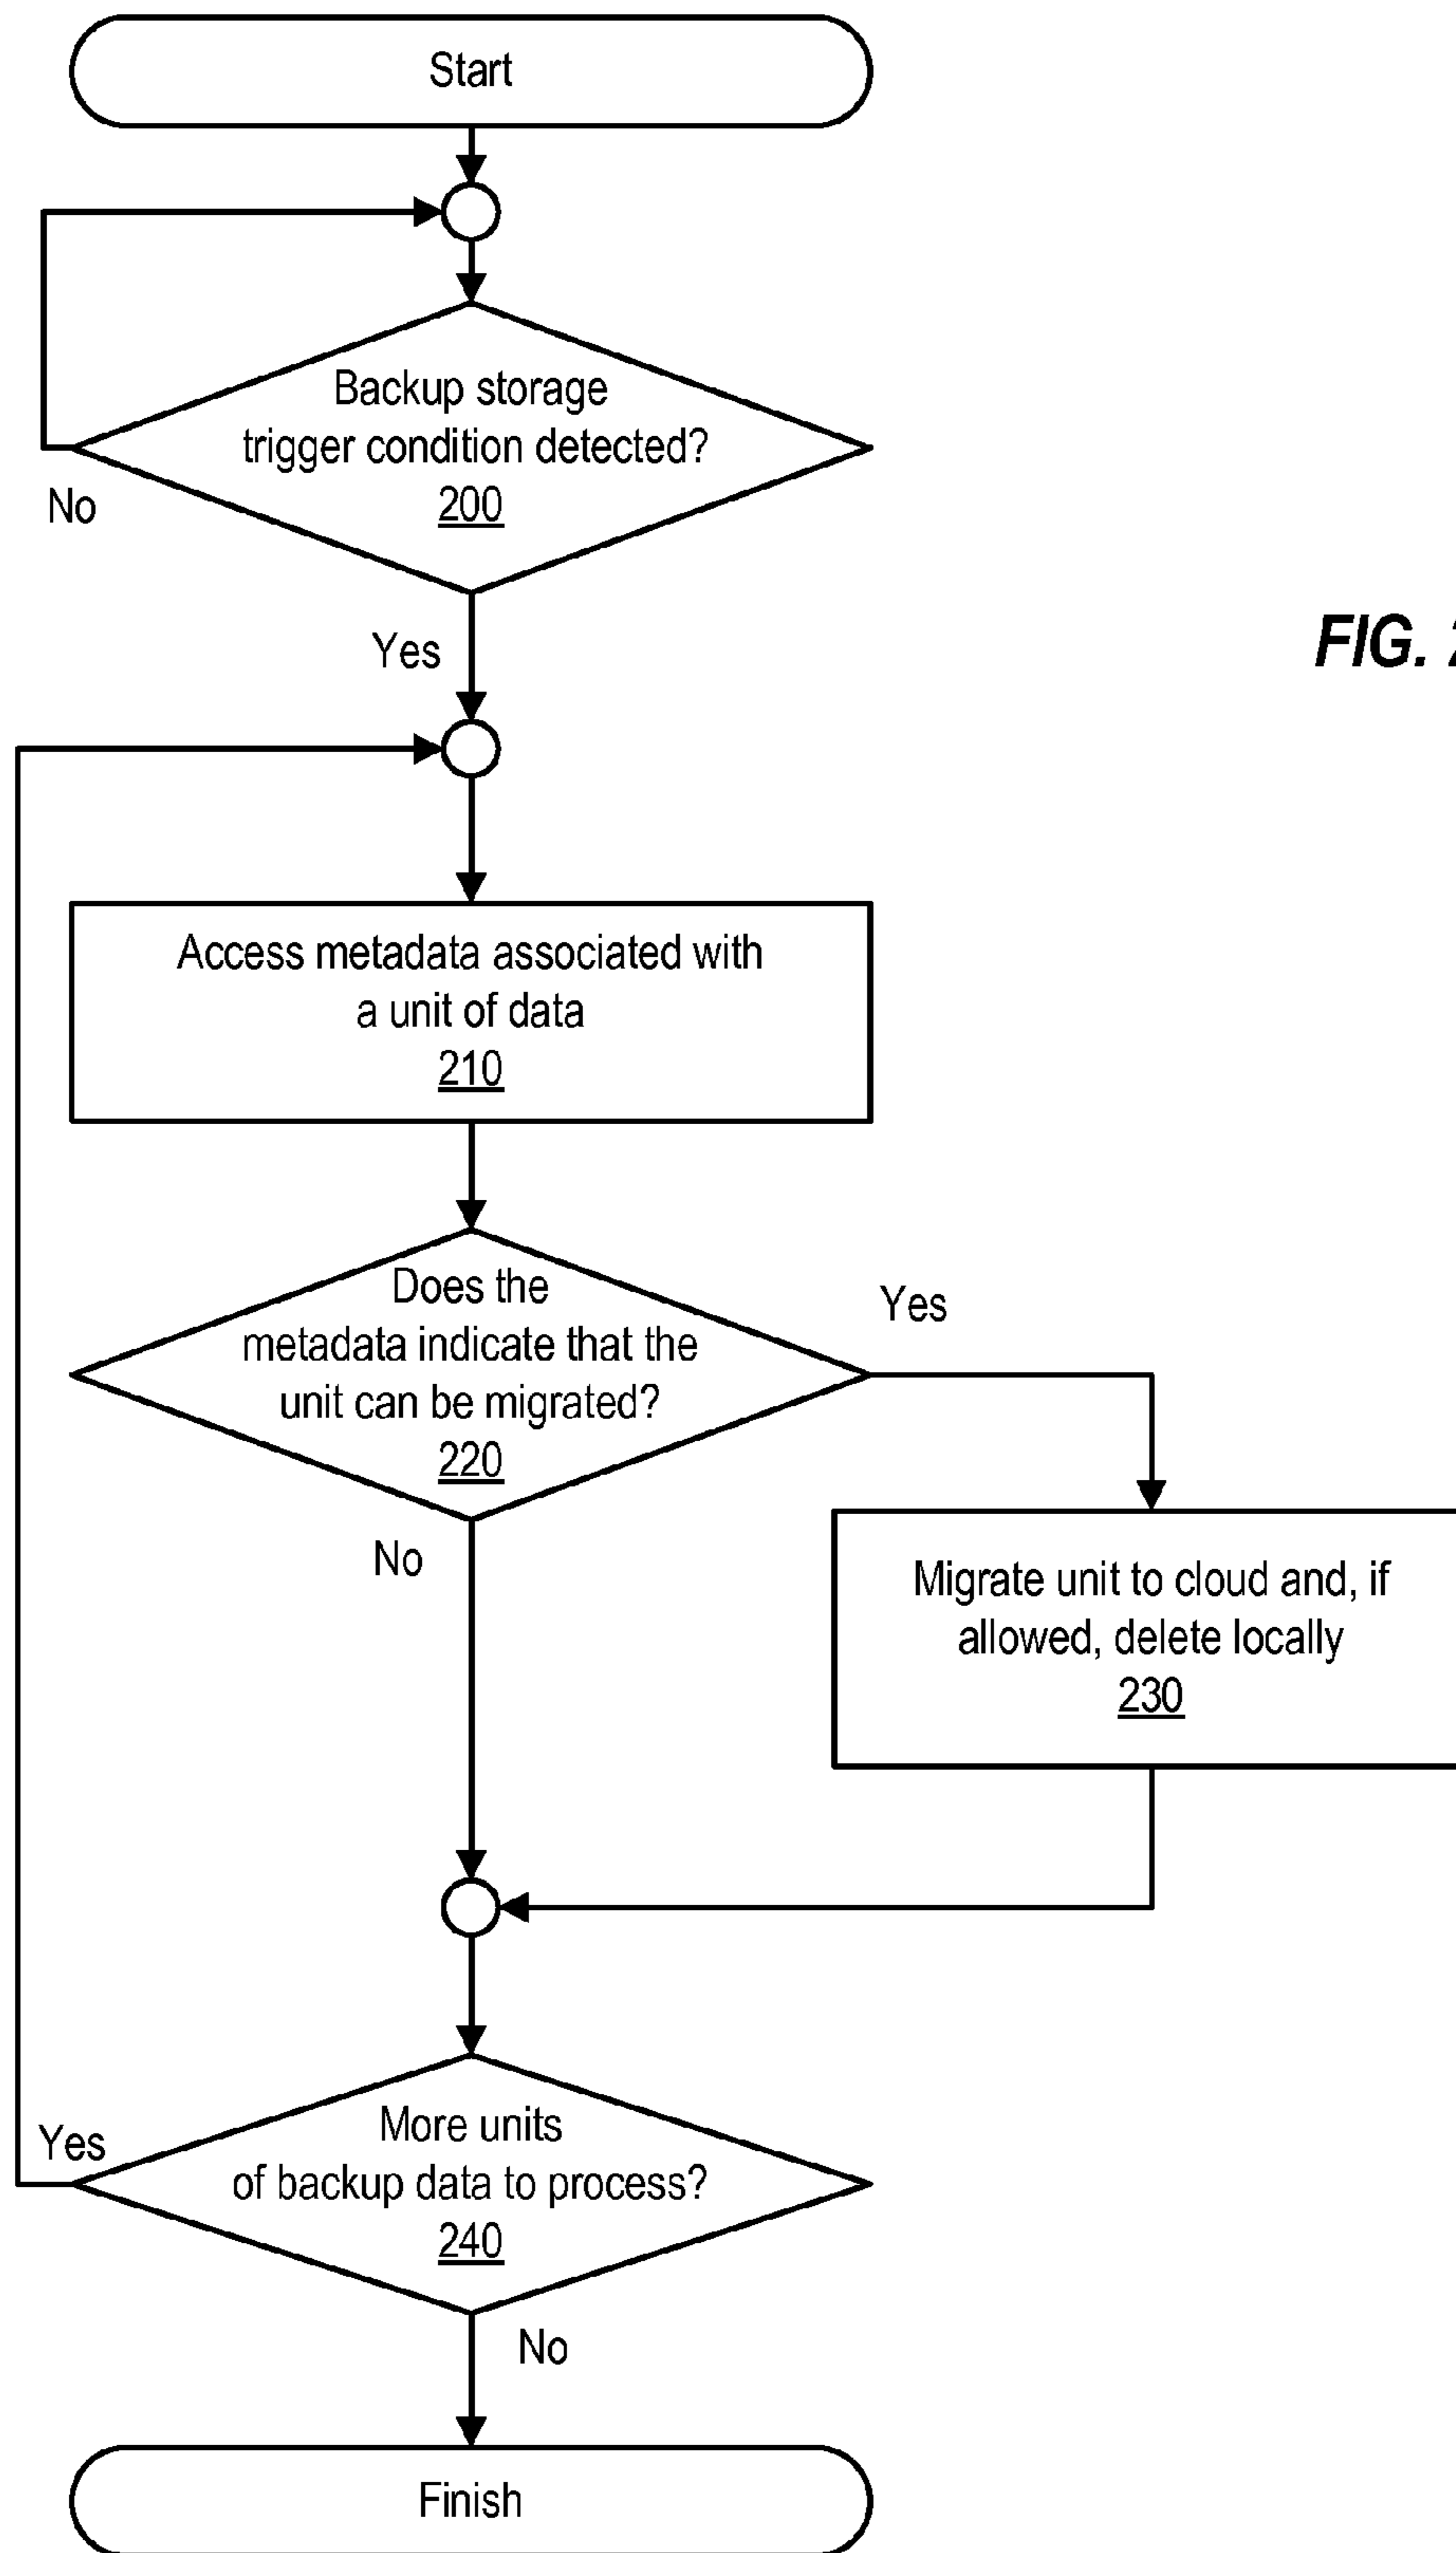 Start
Backup storage
trigger condition detected?
200
No
Yes
FIG. 2
Access metadata associated with
a unit of data
210
Does the
metadata indicate that the
unit can be migrated?
220
Yes
No
Migrate unit to cloud and, if
allowed, delete locally
230
More units
of backup data to process?
240
Yes
No
Finish